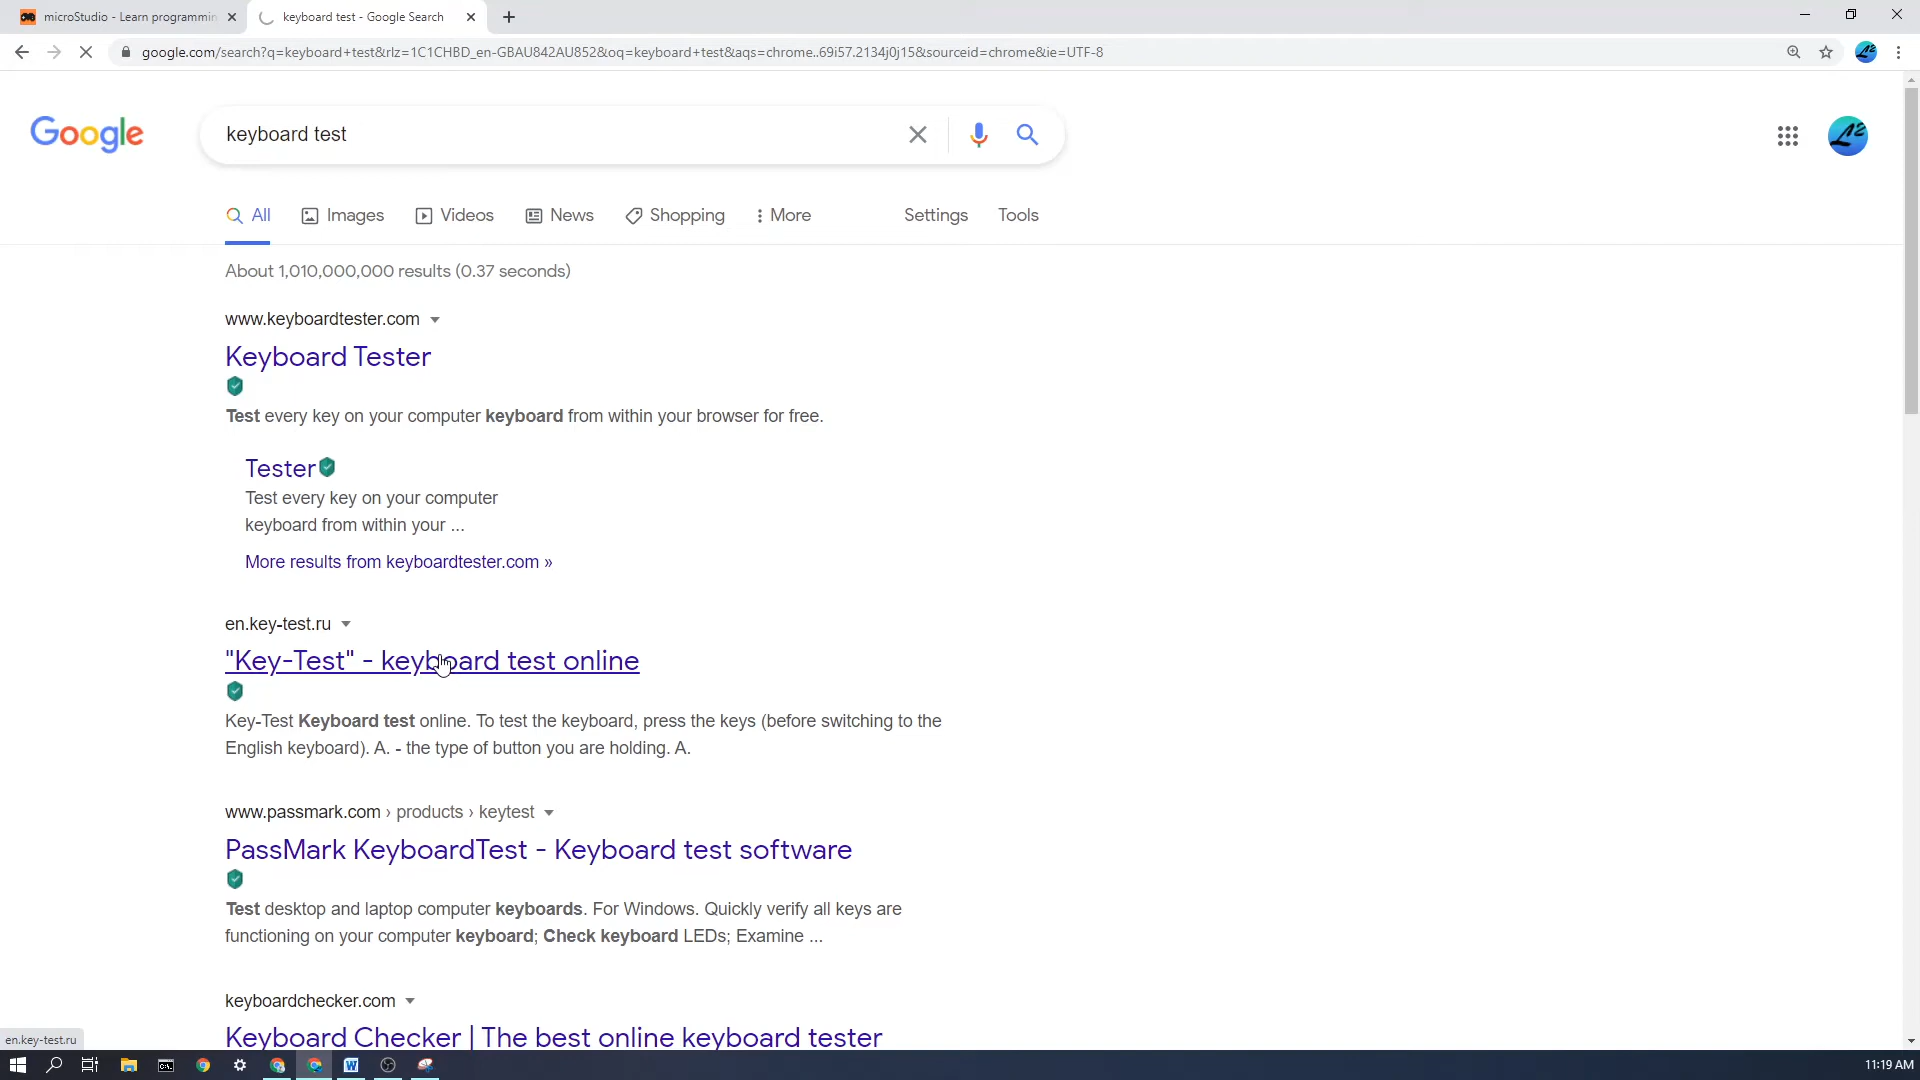 microStudio - Learn programmin
keyboard test - Google Search
google.com/search?q=keyboard+test&rlz=1C1CHBD_en-GBAU842AU852&oq=keyboard+test&aqs=chrome..69i57.2134j0j15&sourceid=chrome&ie=UTF-8
Google
keyboard test
All Images Videos News Shopping More Settings Tools
About 1,010,000,000 results (0.37 seconds)
www.keyboardtester.com
Keyboard Tester
Test every key on your computer keyboard from within your browser for free.
Tester
Test every key on your computer
keyboard from within your ...
More results from keyboardtester.com »
en.key-test.ru
"Key-Test" - keyboard test online
Key-Test Keyboard test online. To test the keyboard, press the keys (before switching to the
English keyboard). A. - the type of button you are holding. A.
www.passmark.com › products › keytest
PassMark KeyboardTest - Keyboard test software
Test desktop and laptop computer keyboards. For Windows. Quickly verify all keys are
functioning on your computer keyboard; Check keyboard LEDs; Examine ...
keyboardchecker.com
Keyboard Checker | The best online keyboard tester
en.key-test.ru
11:19 AM